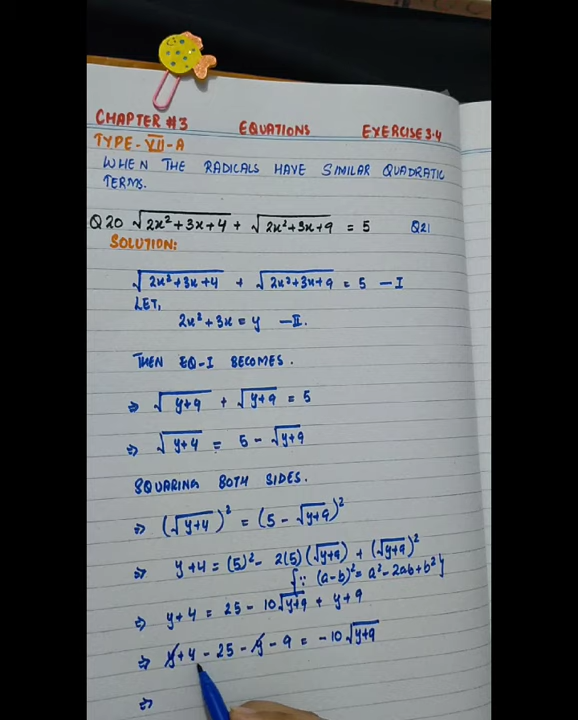 CHAPTER #3 EQUATIONS EXERCISE 3.4
TYPE-VII-A
WHEN THE RADICALS HAVE SIMILAR QUADRATIC
TERMS.
Q20 √(2x²+3x+4) + √(2x²+3x+9) = 5 Q21
SOLUTION:
√(2x²+3x+4) + √(2x²+3x+9) = 5 —I
LET,
2x²+3x = y —II.
THEN EQ-I BECOMES.
⇒ √(y+9) + √(y+9) = 5
⇒ √(y+4) = 5 - √(y+9)
SQUARING BOTH SIDES.
⇒ (√(y+4))² = (5 - √(y+9))²
⇒ y+4 = (5)² - 2(5)(√(y+9)) + (√(y+9))²
{∵ (a-b)² = a² - 2ab + b²}
⇒ y+4 = 25 - 10√(y+9) + y+9
⇒ y+4 - 25 - y - 9 = -10√(y+9)
⇒